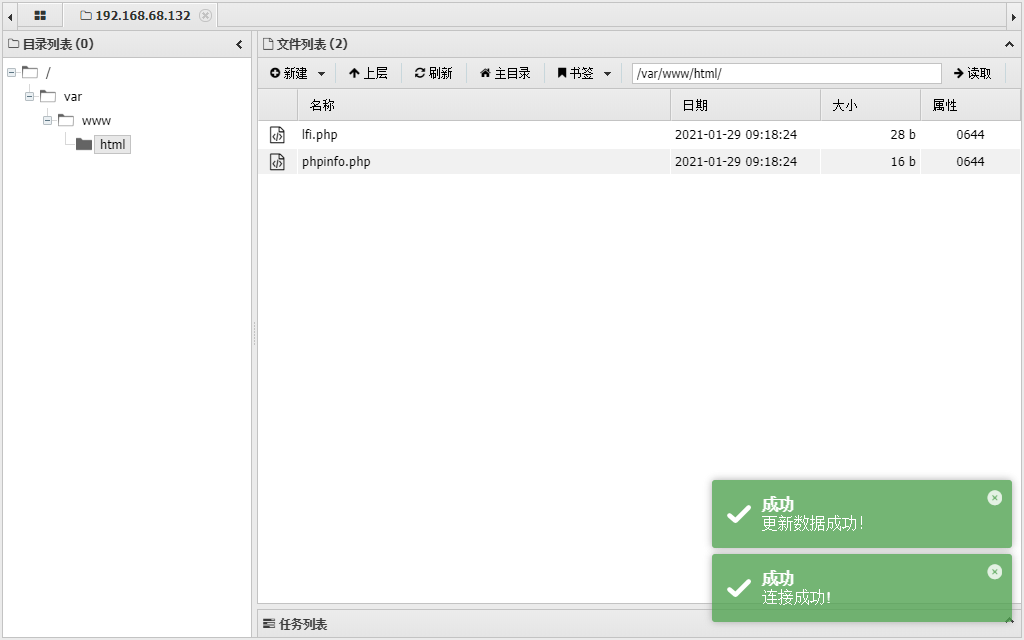 192.168.68.132
目录列表 (0)
文件列表 (2)
新建
上层
刷新
主目录
书签
/var/www/html/
读取
/
var
www
html
名称 日期 大小 属性
lfi.php 2021-01-29 09:18:24 28 b 0644
phpinfo.php 2021-01-29 09:18:24 16 b 0644
成功
更新数据成功!
成功
连接成功!
任务列表